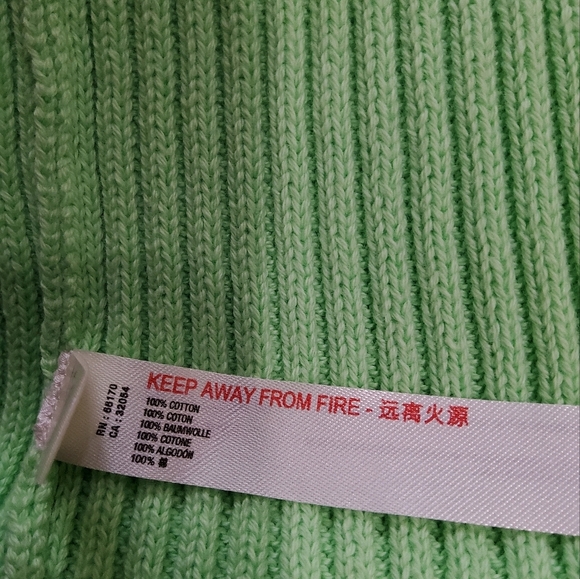 KEEP AWAY FROM FIRE - 远离火源
100% COTTON
100% COTON
100% BAUMWOLLE
100% COTONE
100% ALGODÓN
100% 棉
RN : 66170
CA : 32054